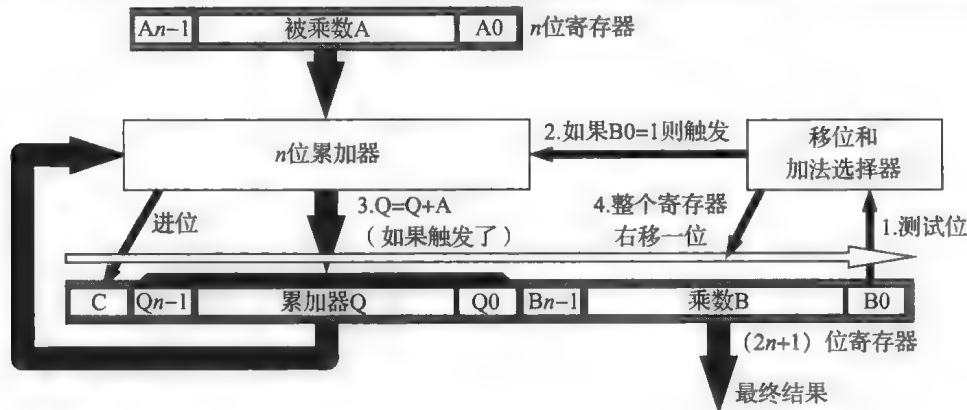 An−1 被乘数A A0 n位寄存器
n位累加器
2.如果B0=1则触发
移位和
加法选择器
进位
3.Q=Q+A
（如果触发了）
4.整个寄存器
右移一位
1.测试位
C Qn−1 累加器Q Q0 Bn−1 乘数B B0
（2n+1）位寄存器
最终结果